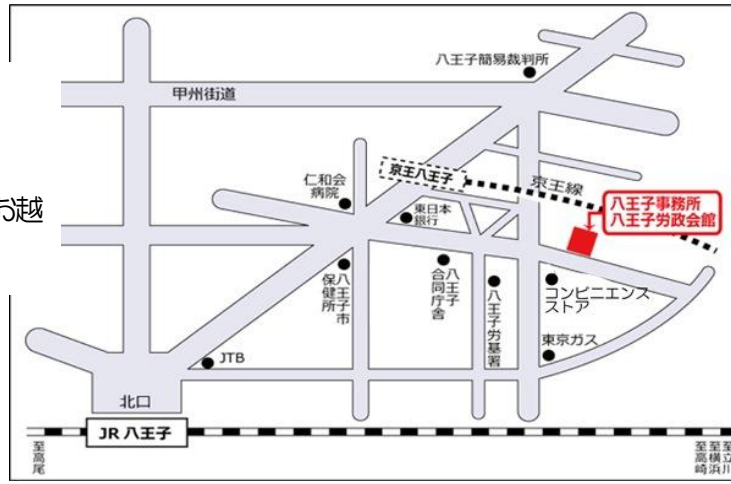 八王子簡易裁判所
甲州街道
お越
仁和会
病院
京王八王子
京王線
八王子事務所
八王子労政会館
東日本
銀行
八王子市
保健所
八王子
合同庁舎
八王子労基署
コンビニエンス
ストア
東京ガス
JTB
北口
JR 八王子
至高尾
至立川
至横浜
至高崎